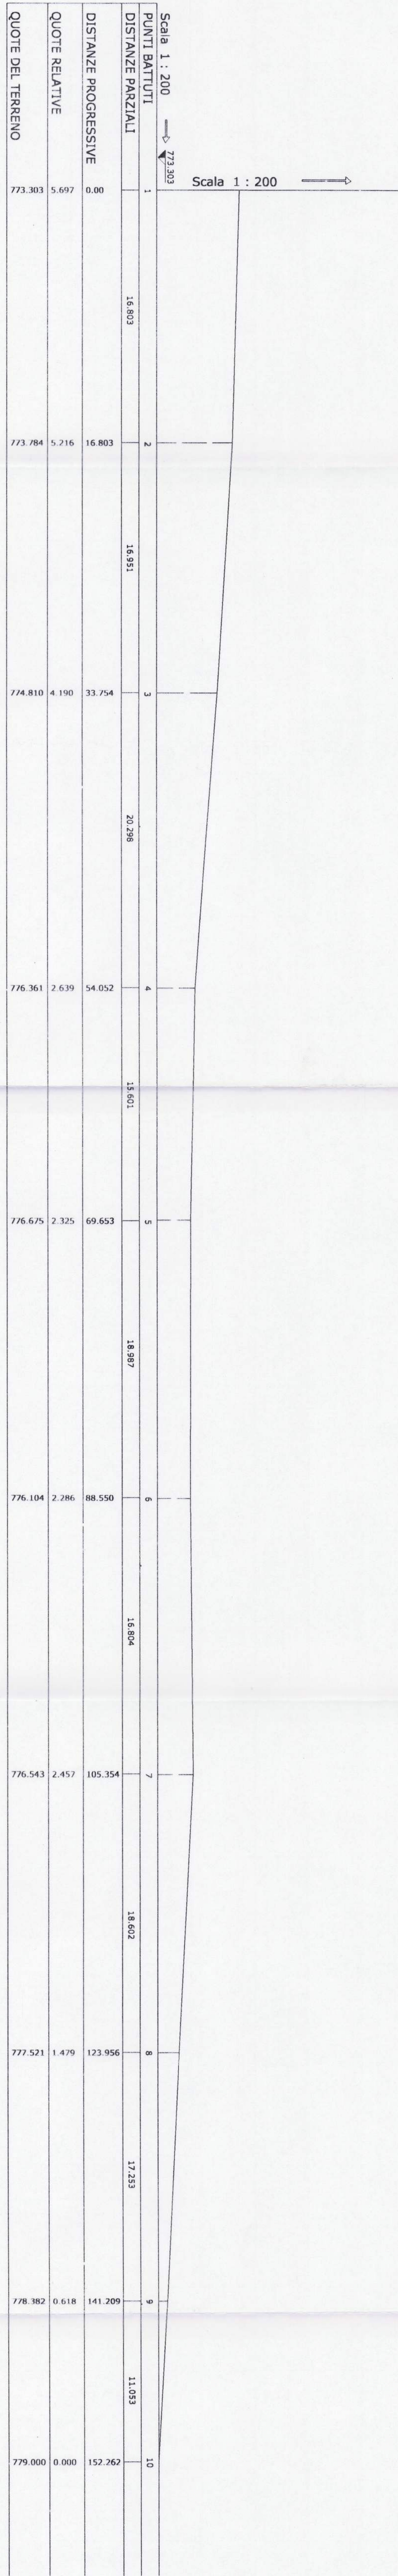 Scala 1 : 200
773.303
Scala 1 : 200
PUNTI BATTUTI 1 2 3 4 5 6 7 8 9 10
DISTANZE PARZIALI 16.803 16.951 20.298 15.601 18.987 16.804 18.602 17.253 11.053
DISTANZE PROGRESSIVE 0.00 16.803 33.754 54.052 69.653 88.550 105.354 123.956 141.209 152.262
QUOTE RELATIVE 5.697 5.216 4.190 2.639 2.325 2.286 2.457 1.479 0.618 0.000
QUOTE DEL TERRENO 773.303 773.784 774.810 776.361 776.675 776.104 776.543 777.521 778.382 779.000